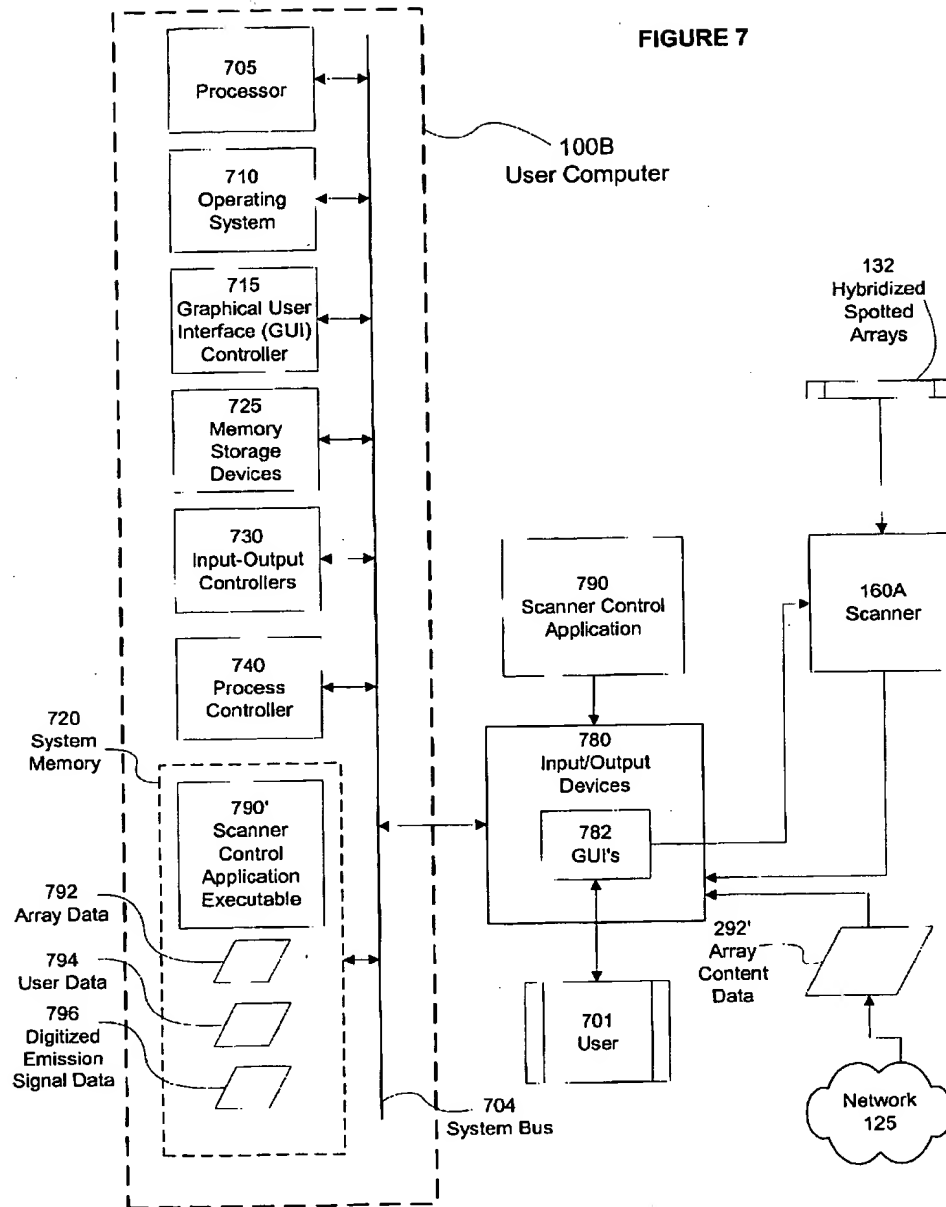 FIGURE 7
705
Processor
100B
User Computer
710
Operating
System
715
Graphical User
Interface (GUI)
Controller
725
Memory
Storage
Devices
730
Input-Output
Controllers
740
Process
Controller
720
System
Memory
790'
Scanner
Control
Application
Executable
792
Array Data
794
User Data
796
Digitized
Emission
Signal Data
704
System Bus
132
Hybridized
Spotted
Arrays
790
Scanner Control
Application
160A
Scanner
780
Input/Output
Devices
782
GUI's
701
User
292'
Array
Content
Data
Network
125